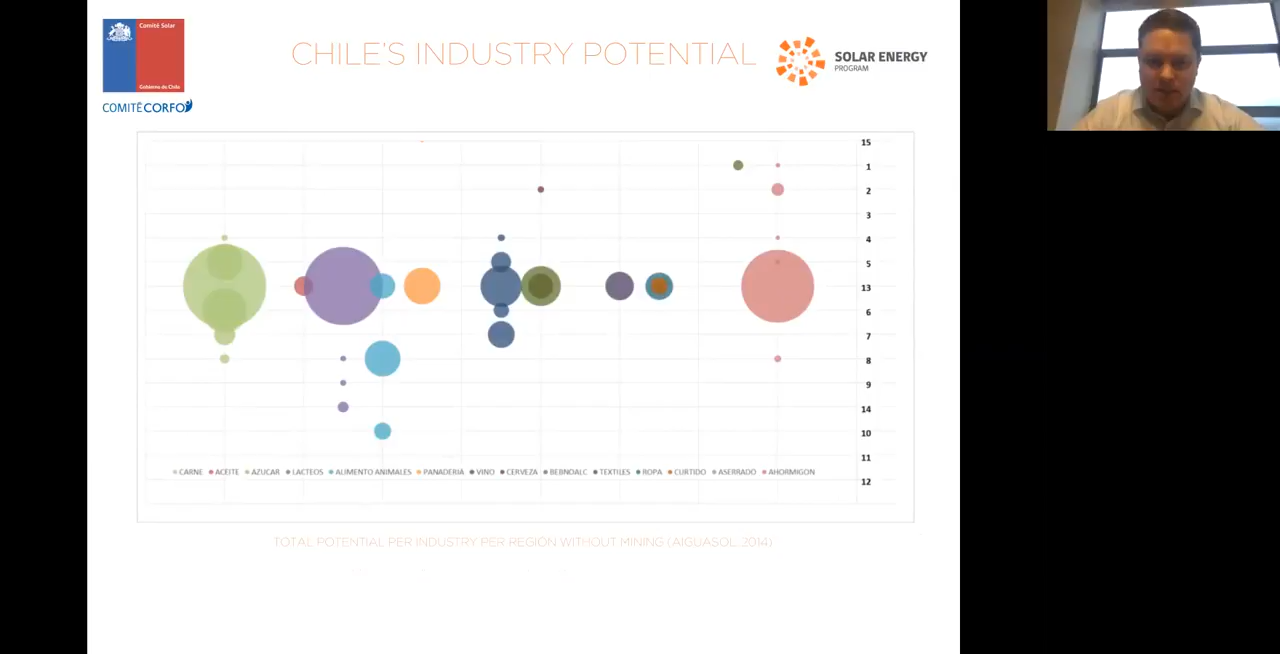 Comité Solar
Gobierno de Chile
COMITÉ CORFO
CHILE'S INDUSTRY POTENTIAL
SOLAR ENERGY
PROGRAM
15
1
2
3
4
5
13
6
7
8
9
14
10
11
12
CARNE ACEITE AZUCAR LACTEOS ALIMENTO ANIMALES PANADERIA VINO CERVEZA BEBNOALC TEXTILES ROPA CURTIDO ASERRADO AHORMIGON
TOTAL POTENTIAL PER INDUSTRY PER REGION WITHOUT MINING (AIGUASOL, 2014)